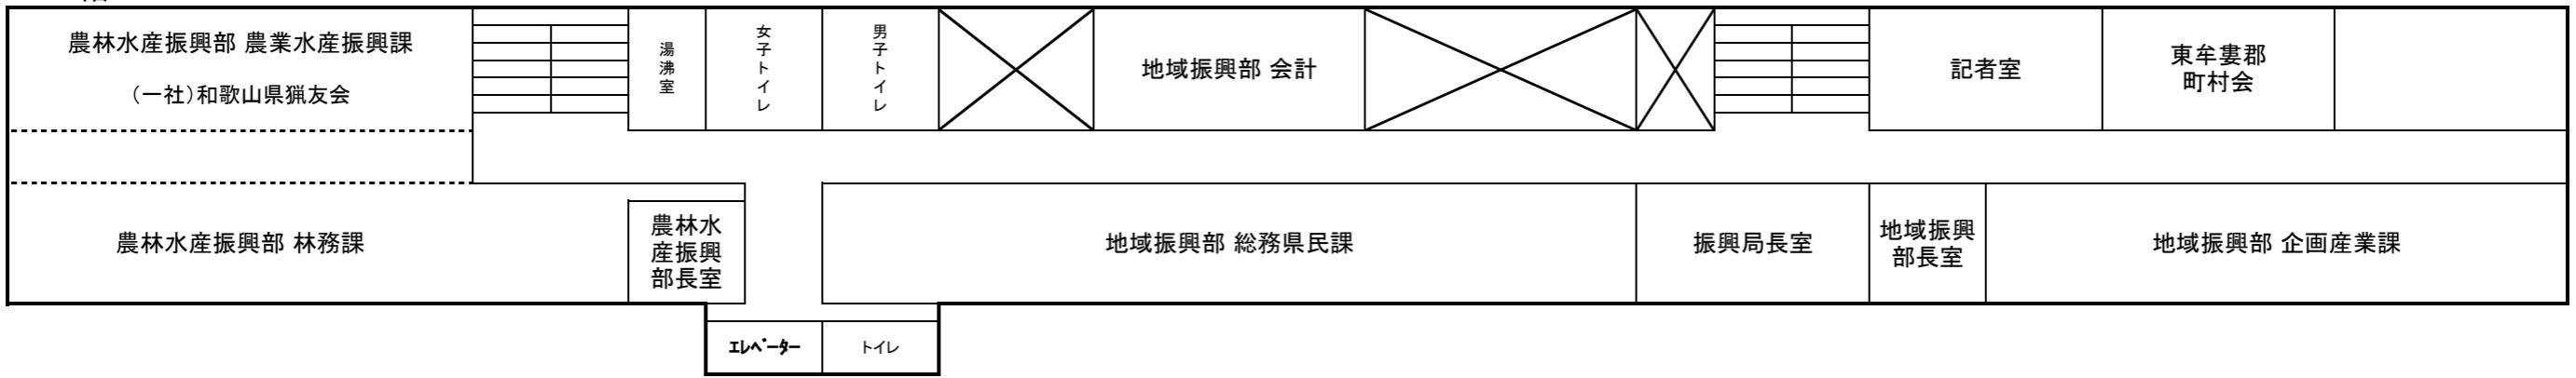 農林水産振興部 農業水産振興課
（一社）和歌山県猟友会
湯沸室
女子トイレ
男子トイレ
地域振興部 会計
記者室
東牟婁郡
町村会
農林水産振興部 林務課
農林水
産振興
部長室
地域振興部 総務県民課
振興局長室
地域振興
部長室
地域振興部 企画産業課
エレベーター
トイレ